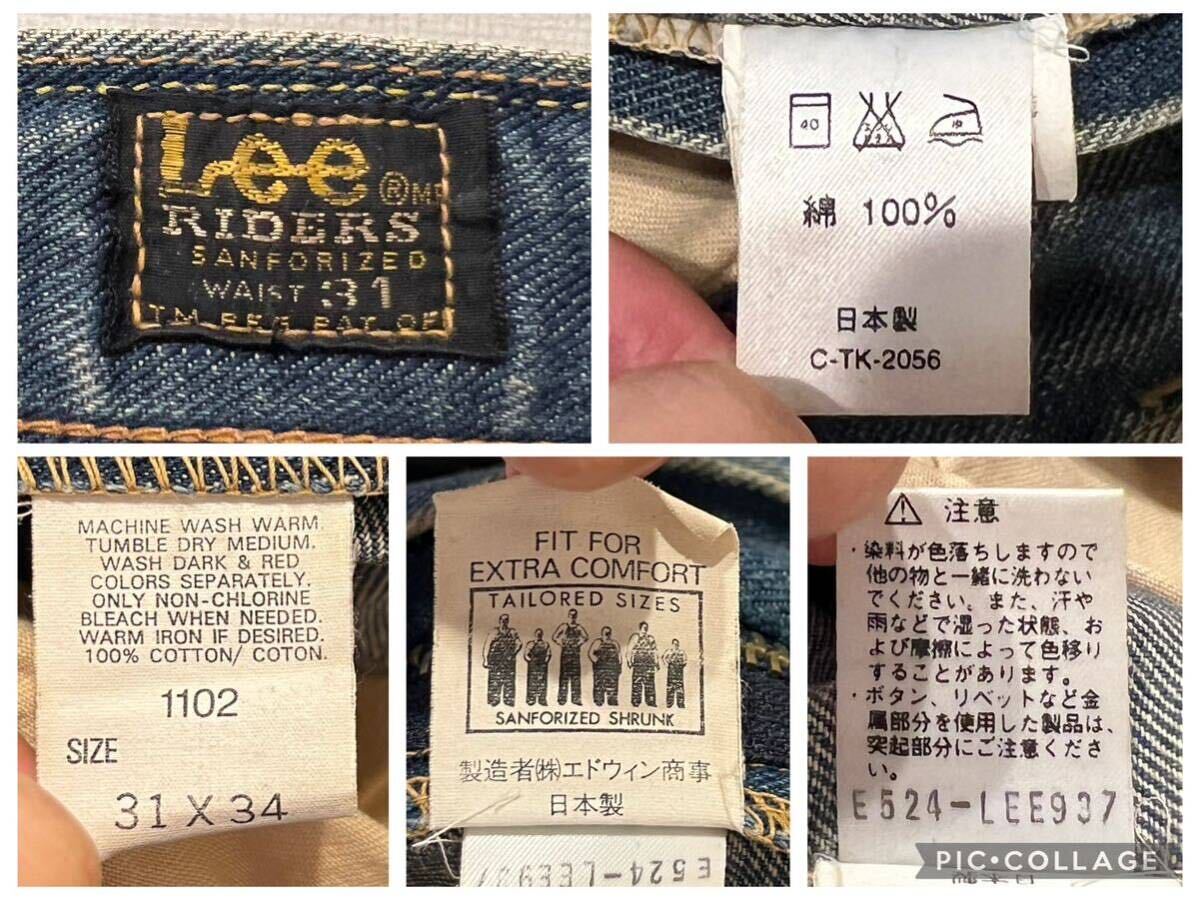 Lee ® MR
RIDERS
SANFORIZED
WAIST 31
40
綿 100%
日本製
C-TK-2056
MACHINE WASH WARM.
TUMBLE DRY MEDIUM.
WASH DARK & RED
COLORS SEPARATELY.
ONLY NON-CHLORINE
BLEACH WHEN NEEDED.
WARM IRON IF DESIRED.
100% COTTON/ COTON.
1102
SIZE
31 X 34
FIT FOR
EXTRA COMFORT
TAILORED SIZES
SANFORIZED SHRUNK
製造者㈱エドウィン商事
日本製
E524-LEE937
⚠ 注意
・染料が色落ちしますので
他の物と一緒に洗わない
でください。また、汗や
雨などで湿った状態、お
よび摩擦によって色移り
することがあります。
・ボタン、リベットなど金
属部分を使用した製品は、
突起部分にご注意くださ
い。
E524-LEE937
日本製
PIC•COLLAGE